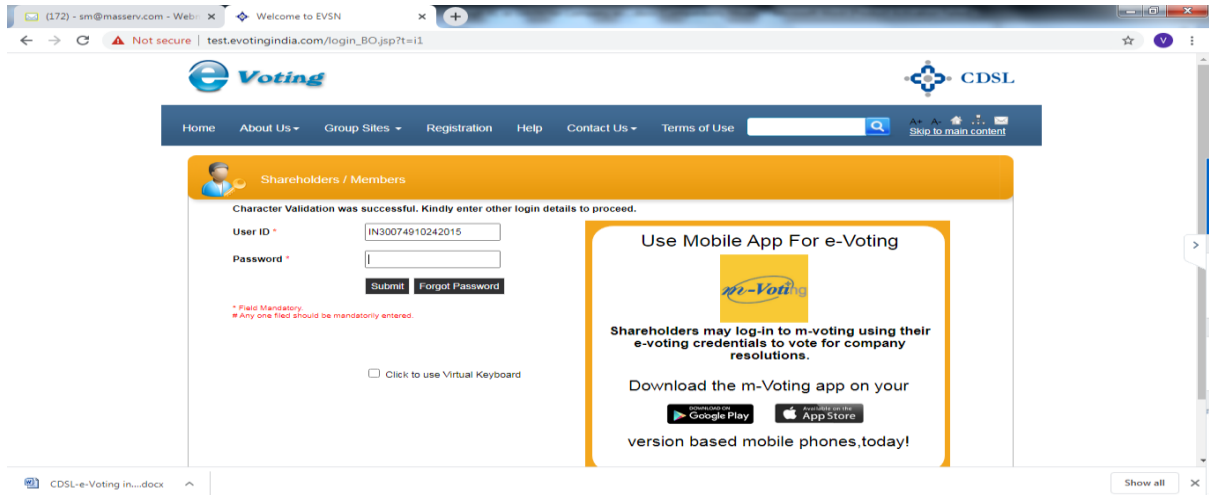 (172) - sm@masserv.com - Web
Welcome to EVSN
Not secure | test.evotingindia.com/login_BO.jsp?t=i1
V
e Voting
CDSL
Home About Us Group Sites Registration Help Contact Us Terms of Use
A+ A-
Skip to main content
Shareholders / Members
Character Validation was successful. Kindly enter other login details to proceed.
User ID * IN30074910242015
Password *
Submit Forgot Password
* Field Mandatory.
# Any one filed should be mandatorily entered.
Click to use Virtual Keyboard
Use Mobile App For e-Voting
m-Voting
Shareholders may log-in to m-voting using their
e-voting credentials to vote for company
resolutions.
Download the m-Voting app on your
DOWNLOAD ON
Google Play
Available on the
App Store
version based mobile phones,today!
CDSL-e-Voting in....docx
Show all